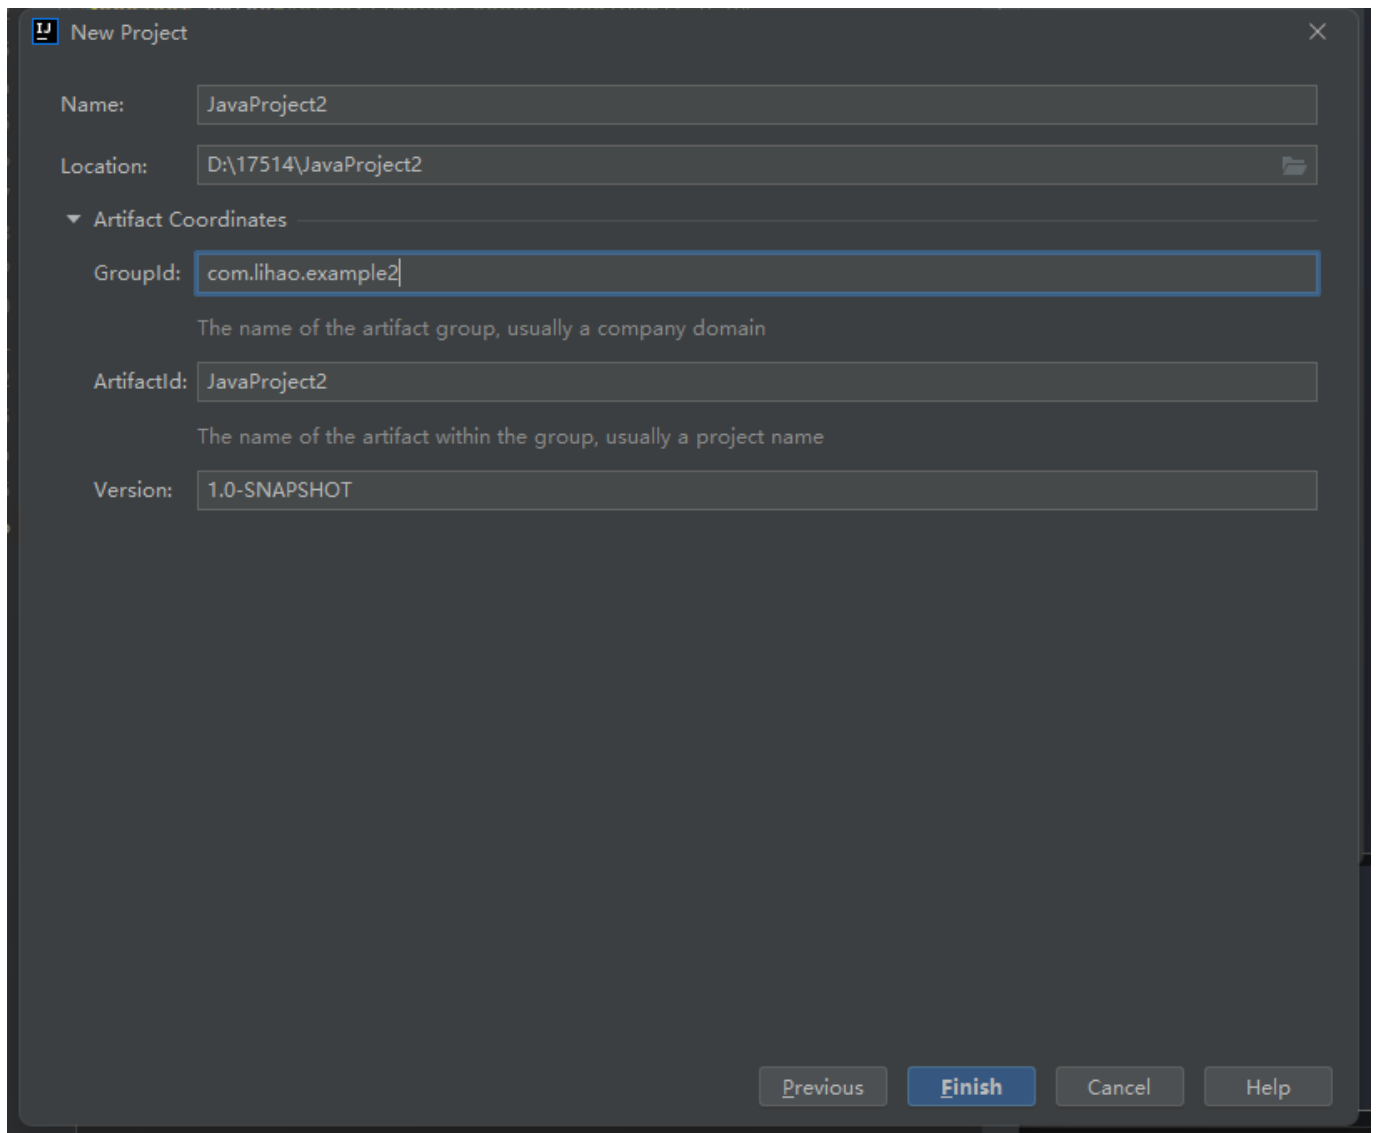 IJ New Project
Name: JavaProject2
Location: D:\17514\JavaProject2
Artifact Coordinates
GroupId: com.lihao.example2
The name of the artifact group, usually a company domain
ArtifactId: JavaProject2
The name of the artifact within the group, usually a project name
Version: 1.0-SNAPSHOT
Previous Finish Cancel Help